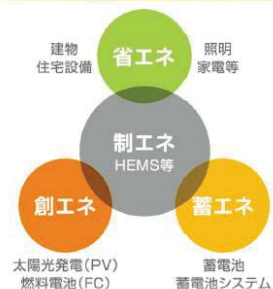 建物
住宅設備
省エネ
照明
家電等
制エネ
HEMS等
創エネ
蓄エネ
太陽光発電(PV)
燃料電池(FC)
蓄電池
蓄電池システム